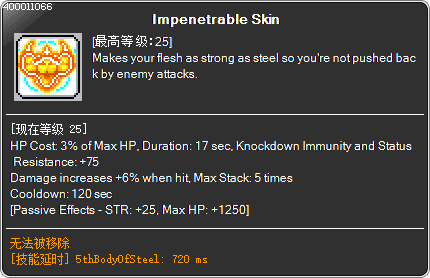 400011066
Impenetrable Skin
[最高等级:25]
Makes your flesh as strong as steel so you're not pushed bac
k by enemy attacks.
[现在等级 25]
HP Cost: 3% of Max HP, Duration: 17 sec, Knockdown Immunity and Status
Resistance: +75
Damage increases +6% when hit, Max Stack: 5 times
Cooldown: 120 sec
[Passive Effects - STR: +25, Max HP: +1250]
无法被移除
[技能延时] 5thBodyOfSteel: 720 ms